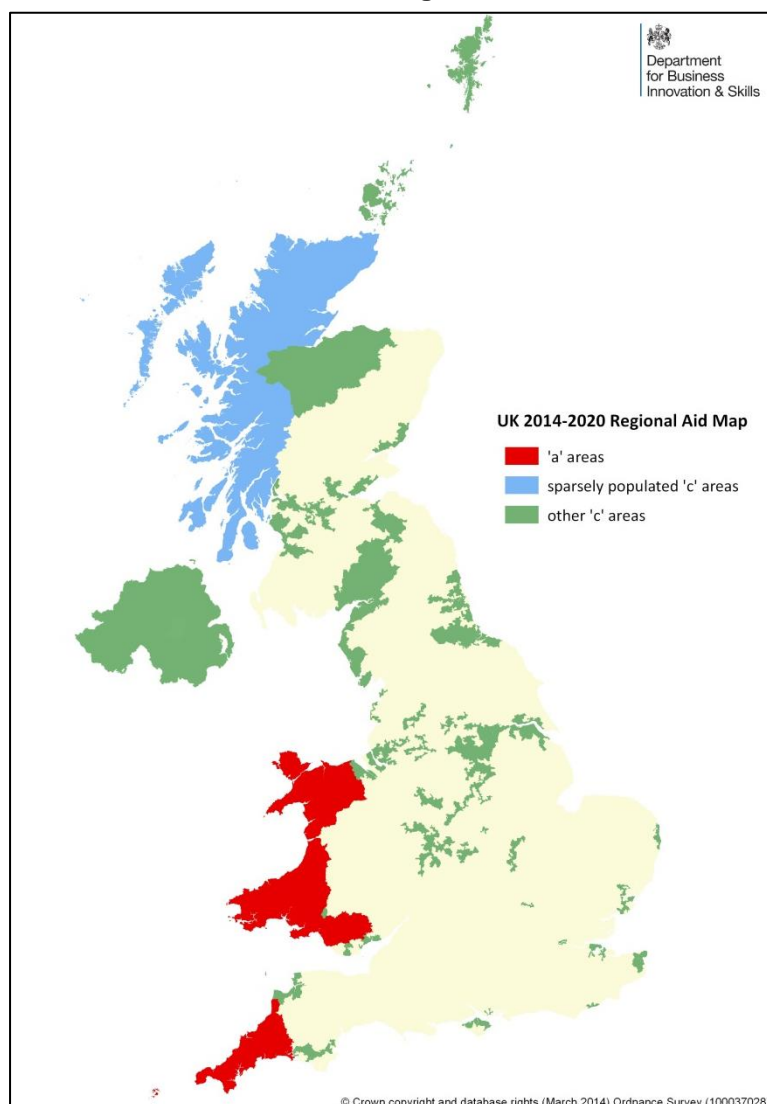 Department
for Business
Innovation & Skills
UK 2014-2020 Regional Aid Map
'a' areas
sparsely populated 'c' areas
other 'c' areas
© Crown copyright and database rights (March 2014) Ordnance Survey (100037028